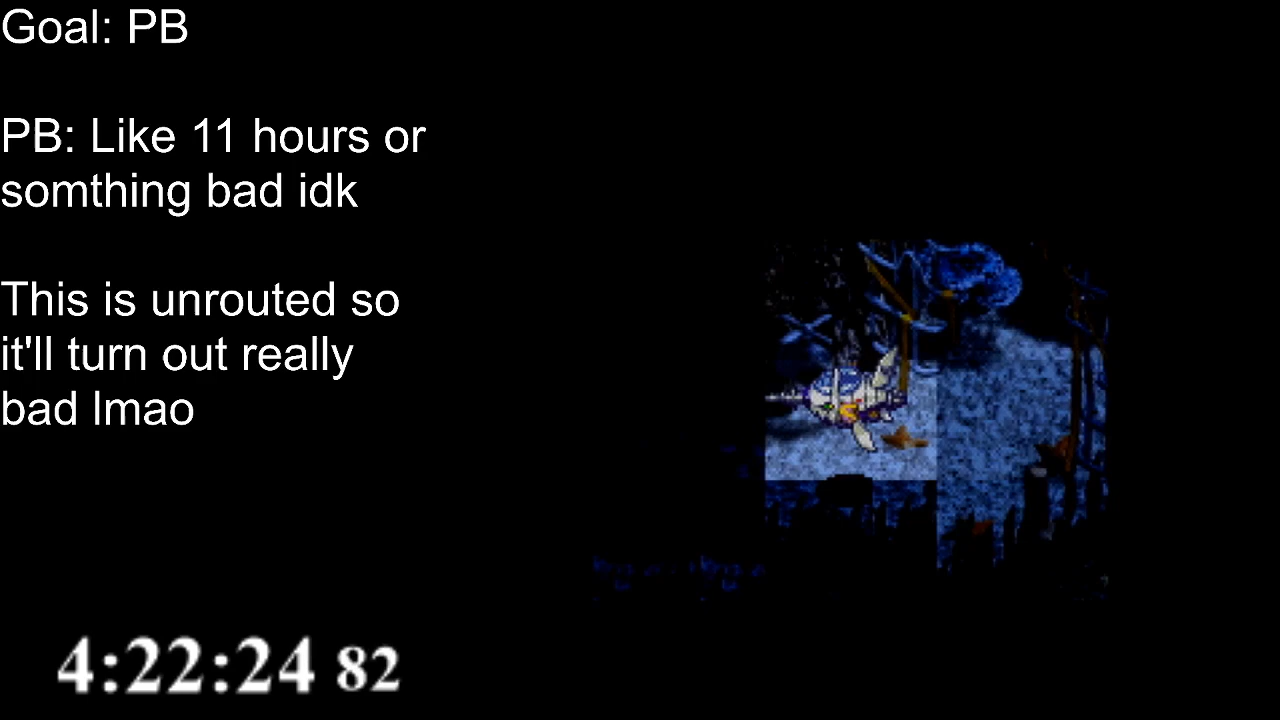 Goal: PB
PB: Like 11 hours or
somthing bad idk
This is unrouted so
it'll turn out really
bad lmao
4:22:24 82